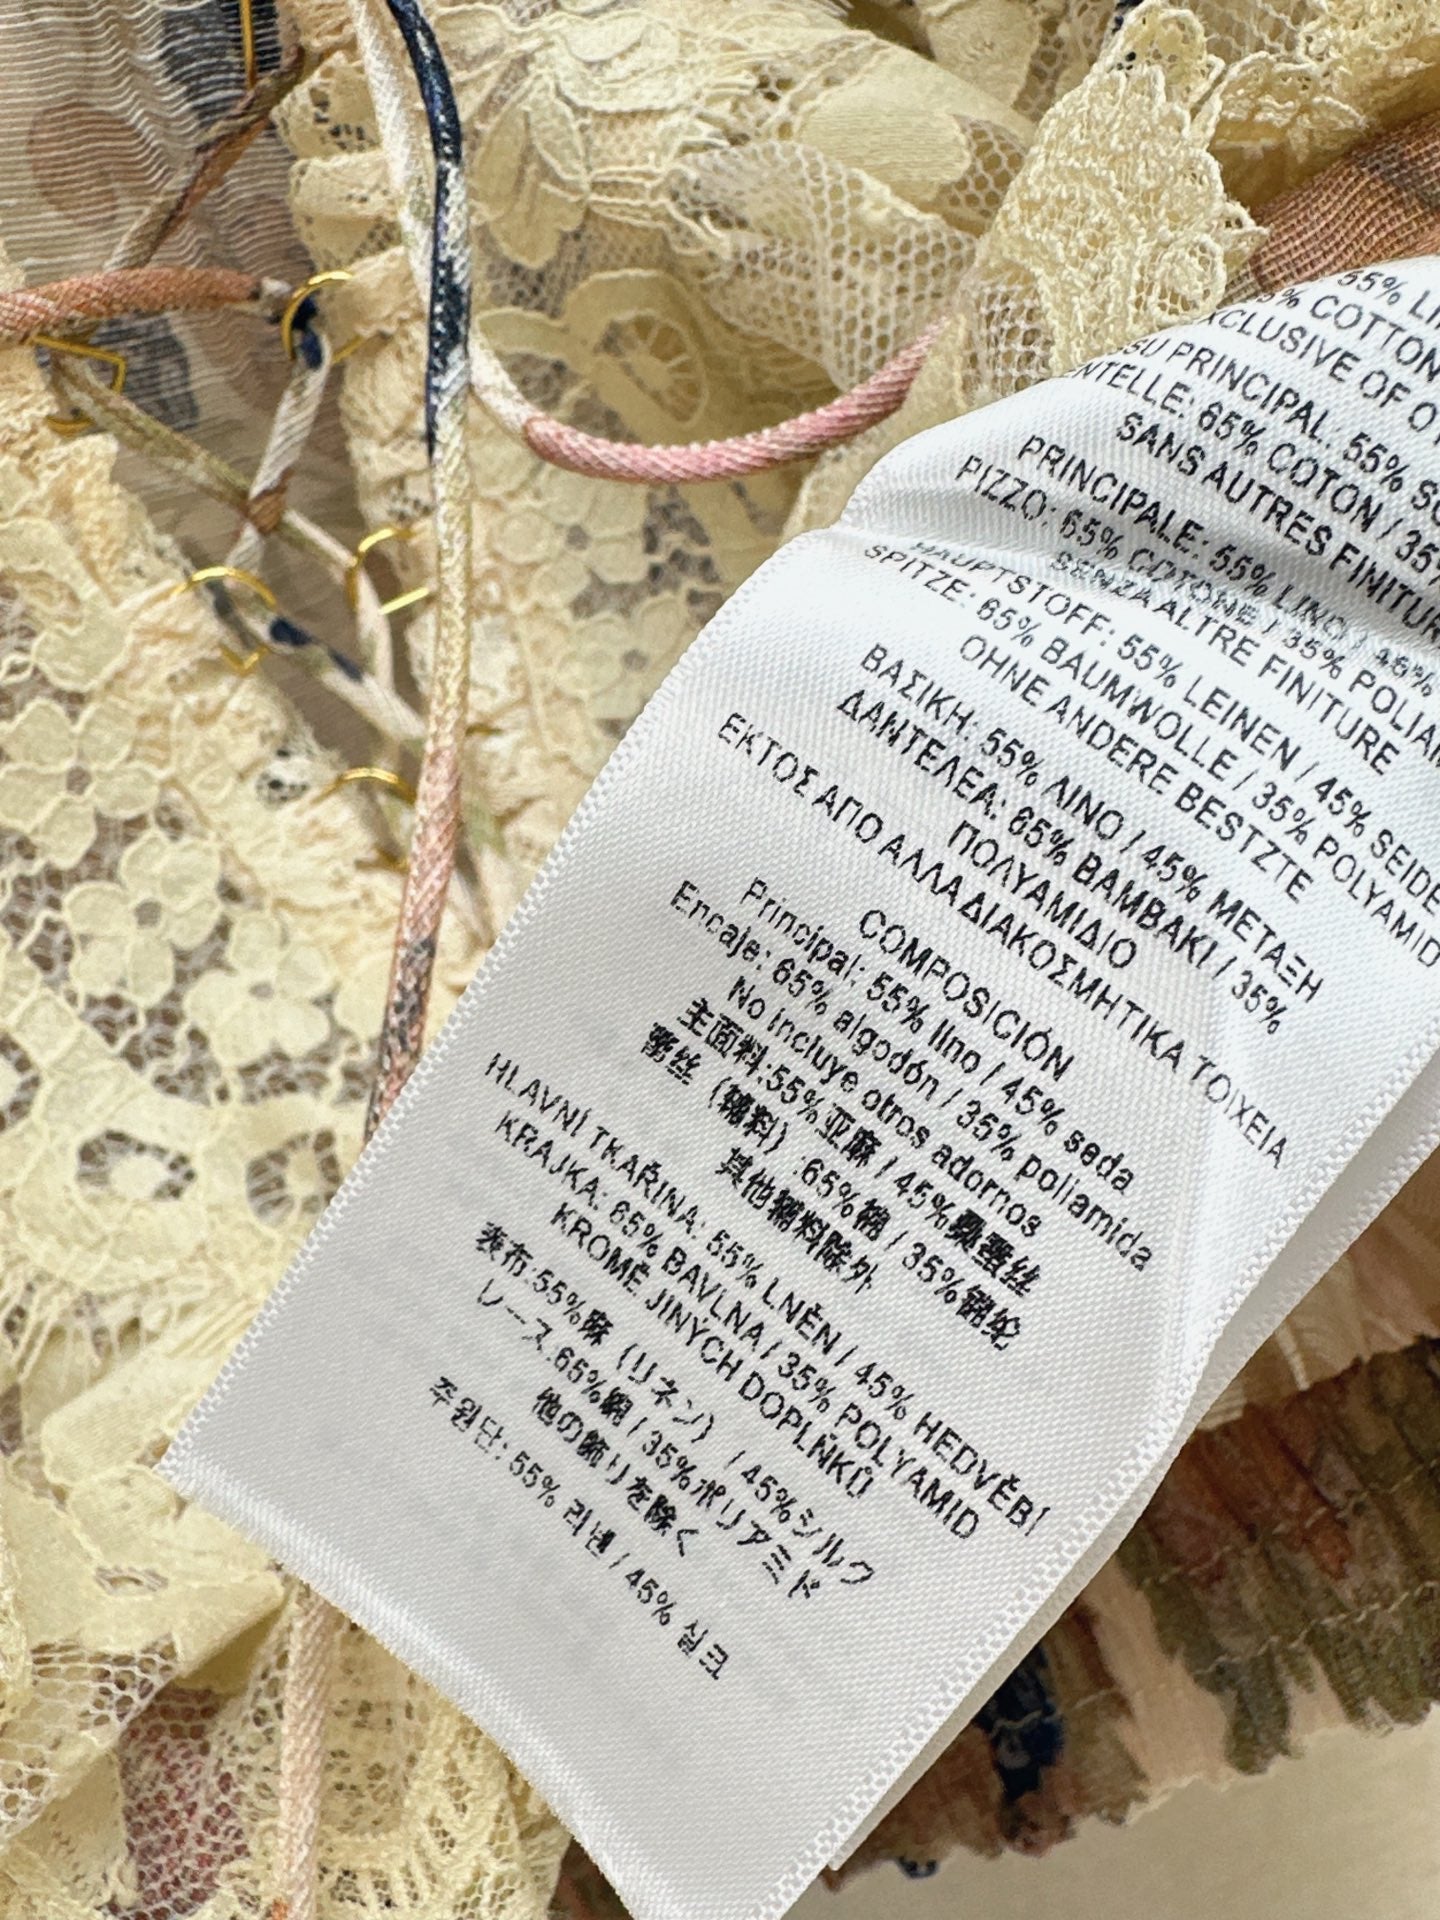 55% LI
5% COTTON
XCLUSIVE OF O
SU PRINCIPAL: 55% SO
ENTELLE: 65% COTON / 35%
SANS AUTRES FINITUR
PRINCIPALE: 55% LINO / 45%
PIZZO: 65% COTONE / 35% POLIAM
SENZA ALTRE FINITURE
HAUPTSTOFF: 55% LEINEN / 45% SEIDE
SPITZE: 65% BAUMWOLLE / 35% POLYAMID
OHNE ANDERE BESTZTE
ΒΑΣΙΚΗ: 55% ΛΙΝΟ / 45% ΜΕΤΑΞΗ
ΔΑΝΤΕΛΕΑ: 65% ΒΑΜΒΑΚΙ / 35%
ΠΟΛΥΑΜΙΔΙΟ
ΕΚΤΟΣ ΑΠΟ ΑΛΛΑ ΔΙΑΚΟΣΜΗΤΙΚΑ ΤΟΙΧΕΙΑ
COMPOSICIÓN
Principal: 55% lino / 45% seda
Encaje: 65% algodón / 35% poliamida
No incluye otros adornos
主面料:55%亚麻 / 45%桑蚕丝
蕾丝（辅料）:65%棉 / 35%锦纶
其他辅料除外
HLAVNÍ TKAŘINA: 55% LNĚN / 45% HEDVĚBÍ
KRAJKA: 65% BAVLNA / 35% POLYAMID
KROMĚ JINÝCH DOPLŇKŮ
表布:55%麻（リネン）/ 45%シルク
レース:65%綿 / 35%ポリアミド
他の飾りを除く
주원단: 55% 리넨 / 45% 실크